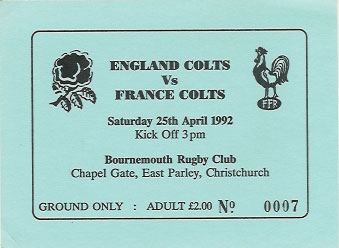 ENGLAND COLTS
Vs
FRANCE COLTS
FFR
Saturday 25th April 1992
Kick Off 3 pm
Bournemouth Rugby Club
Chapel Gate, East Parley, Christchurch
GROUND ONLY : ADULT £2.00 No 0007